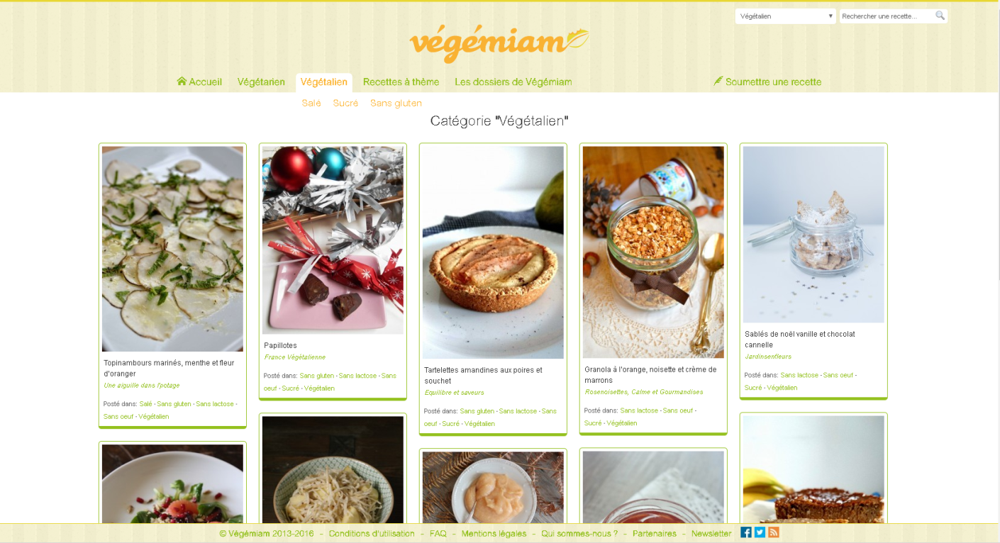 Végétalien
Rechercher une recette...
végémiam
Accueil Végétarien Végétalien Recettes à thème Les dossiers de Végémiam Soumettre une recette
Salé Sucré Sans gluten
Catégorie "Végétalien"
Topinambours marinés, menthe et fleur
d'oranger
Une aiguille dans l'potage
Posté dans: Salé - Sans gluten - Sans lactose -
Sans oeuf - Végétalien
Papillotes
France Végétalienne
Posté dans: Sans gluten - Sans lactose - Sans
oeuf - Sucré - Végétalien
Tartelettes amandines aux poires et
souchet
Equilibre et saveurs
Posté dans: Sans gluten - Sans lactose - Sans
oeuf - Sucré - Végétalien
Granola à l'orange, noisette et crème de
marrons
Rosenoisettes, Calme et Gourmandises
Posté dans: Sans lactose - Sans oeuf -
Sucré - Végétalien
Sablés de noël vanille et chocolat
cannelle
Jardinsenfleurs
Posté dans: Sans lactose - Sans oeuf -
Sucré - Végétalien
© Végémiam 2013-2016 - Conditions d'utilisation - FAQ - Mentions légales - Qui sommes-nous ? - Partenaires - Newsletter